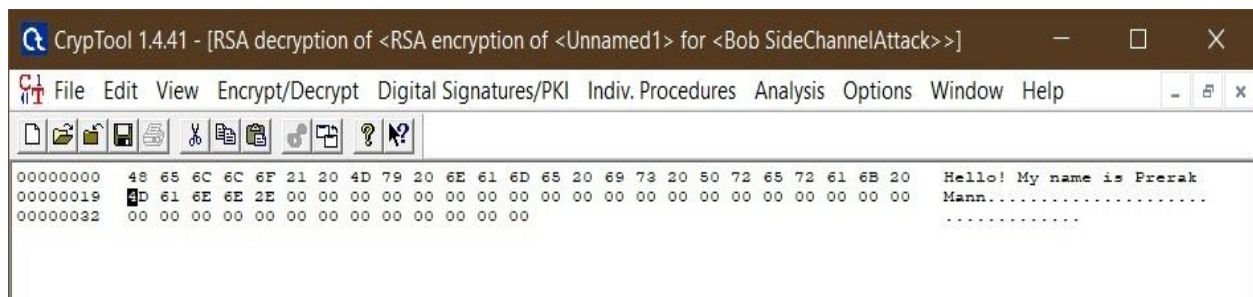 CrypTool 1.4.41 - [RSA decryption of <RSA encryption of <Unnamed1> for <Bob SideChannelAttack>>]
File Edit View Encrypt/Decrypt Digital Signatures/PKI Indiv. Procedures Analysis Options Window Help
00000000 48 65 6C 6C 6F 21 20 4D 79 20 6E 61 6D 65 20 69 73 20 50 72 65 72 61 6B 20 Hello! My name is Prerak
00000019 4D 61 6E 6E 2E 00 00 00 00 00 00 00 00 00 00 00 00 00 00 00 00 00 00 00 00 Mann.....................
00000032 00 00 00 00 00 00 00 00 00 00 00 00 00 .............